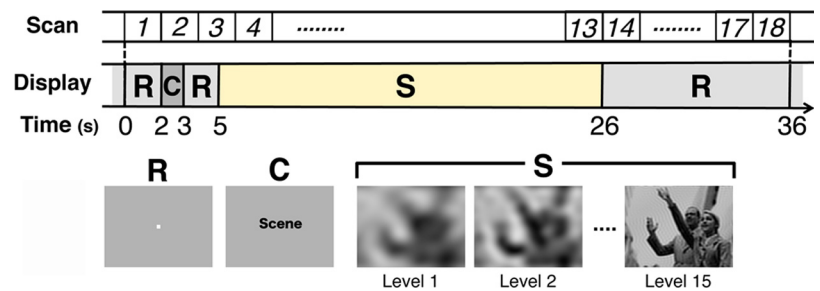 Scan 1 2 3 4 ........ 13 14 ........ 17 18
Display R C R S R
Time (s) 0 2 3 5 26 36
R C S
Scene
....
Level 1 Level 2 Level 15